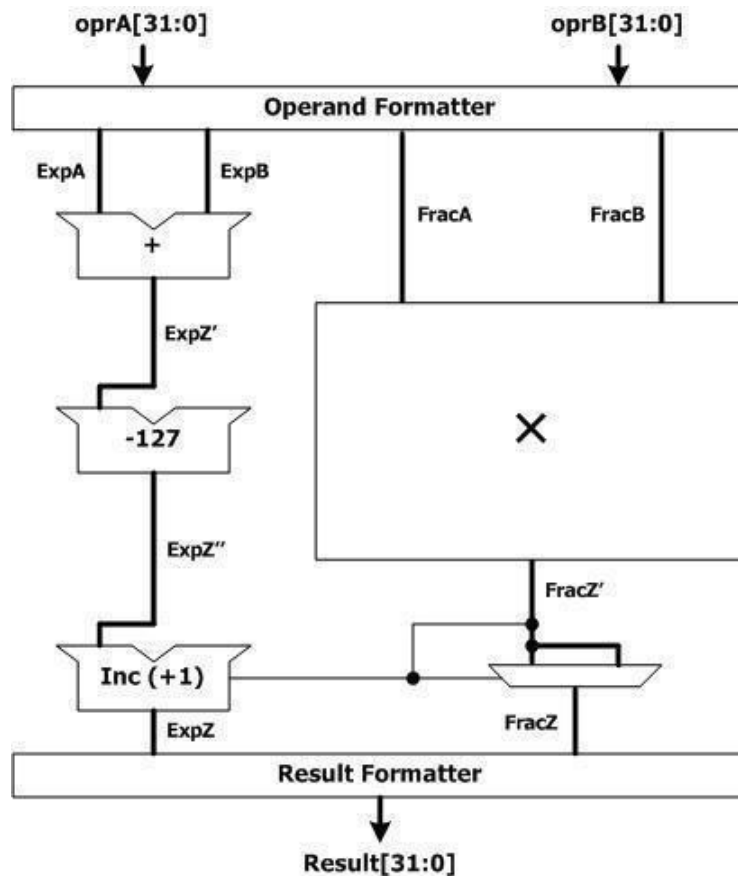 oprA[31:0] oprB[31:0]
Operand Formatter
ExpA ExpB
FracA FracB
+
ExpZ'
-127
×
ExpZ''
FracZ'
Inc (+1)
ExpZ FracZ
Result Formatter
Result[31:0]